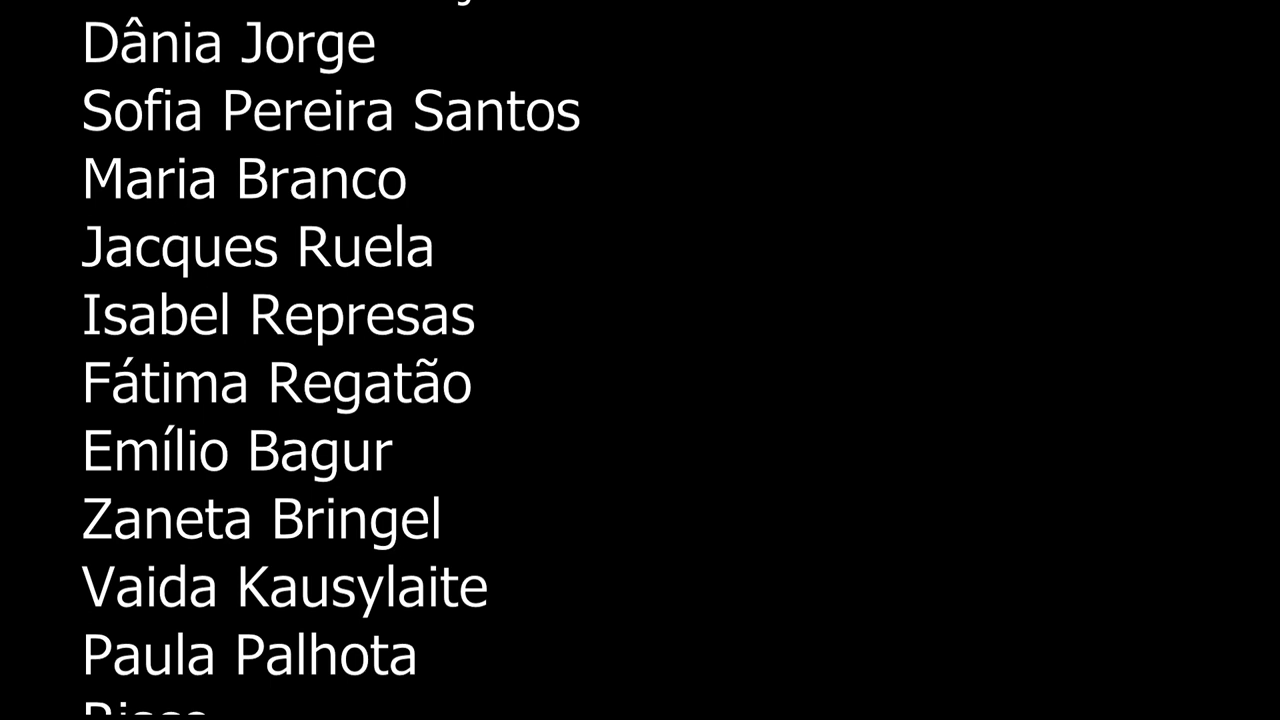 Dânia Jorge
Sofia Pereira Santos
Maria Branco
Jacques Ruela
Isabel Represas
Fátima Regatão
Emílio Bagur
Zaneta Bringel
Vaida Kausylaite
Paula Palhota